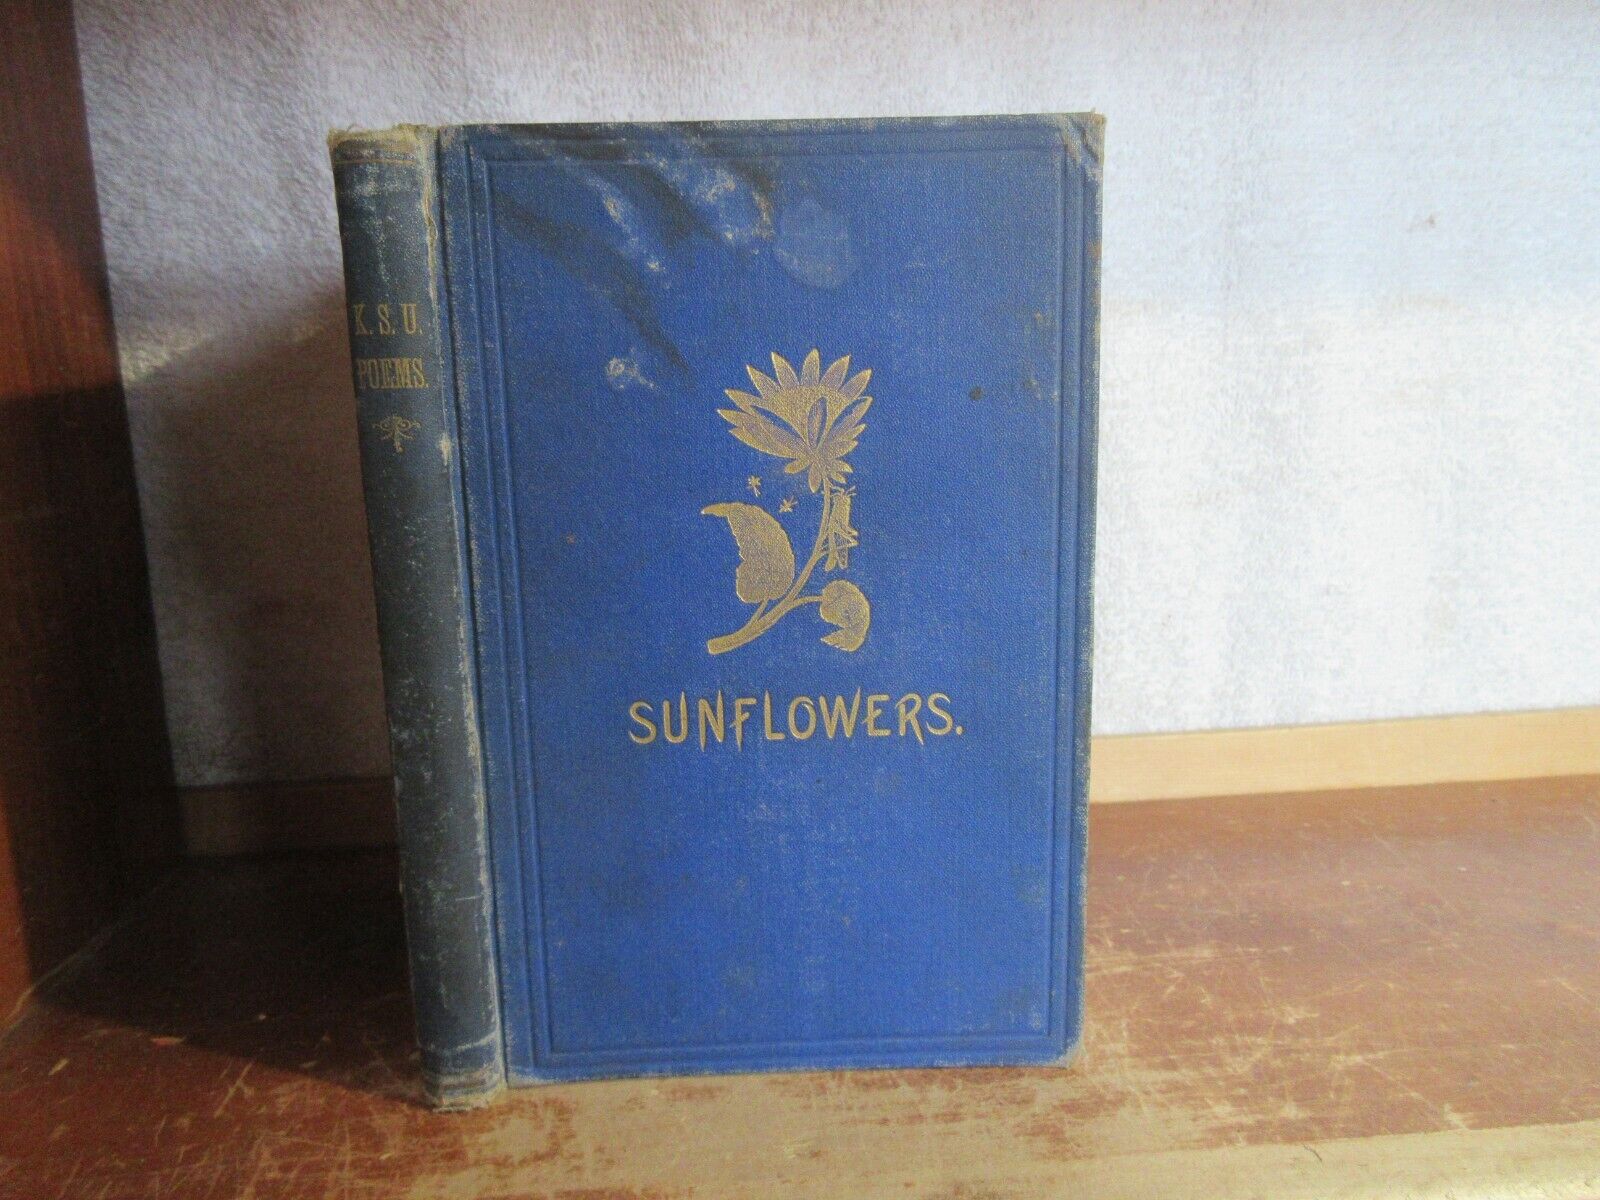 K. S. U.
POEMS.
SUNFLOWERS.